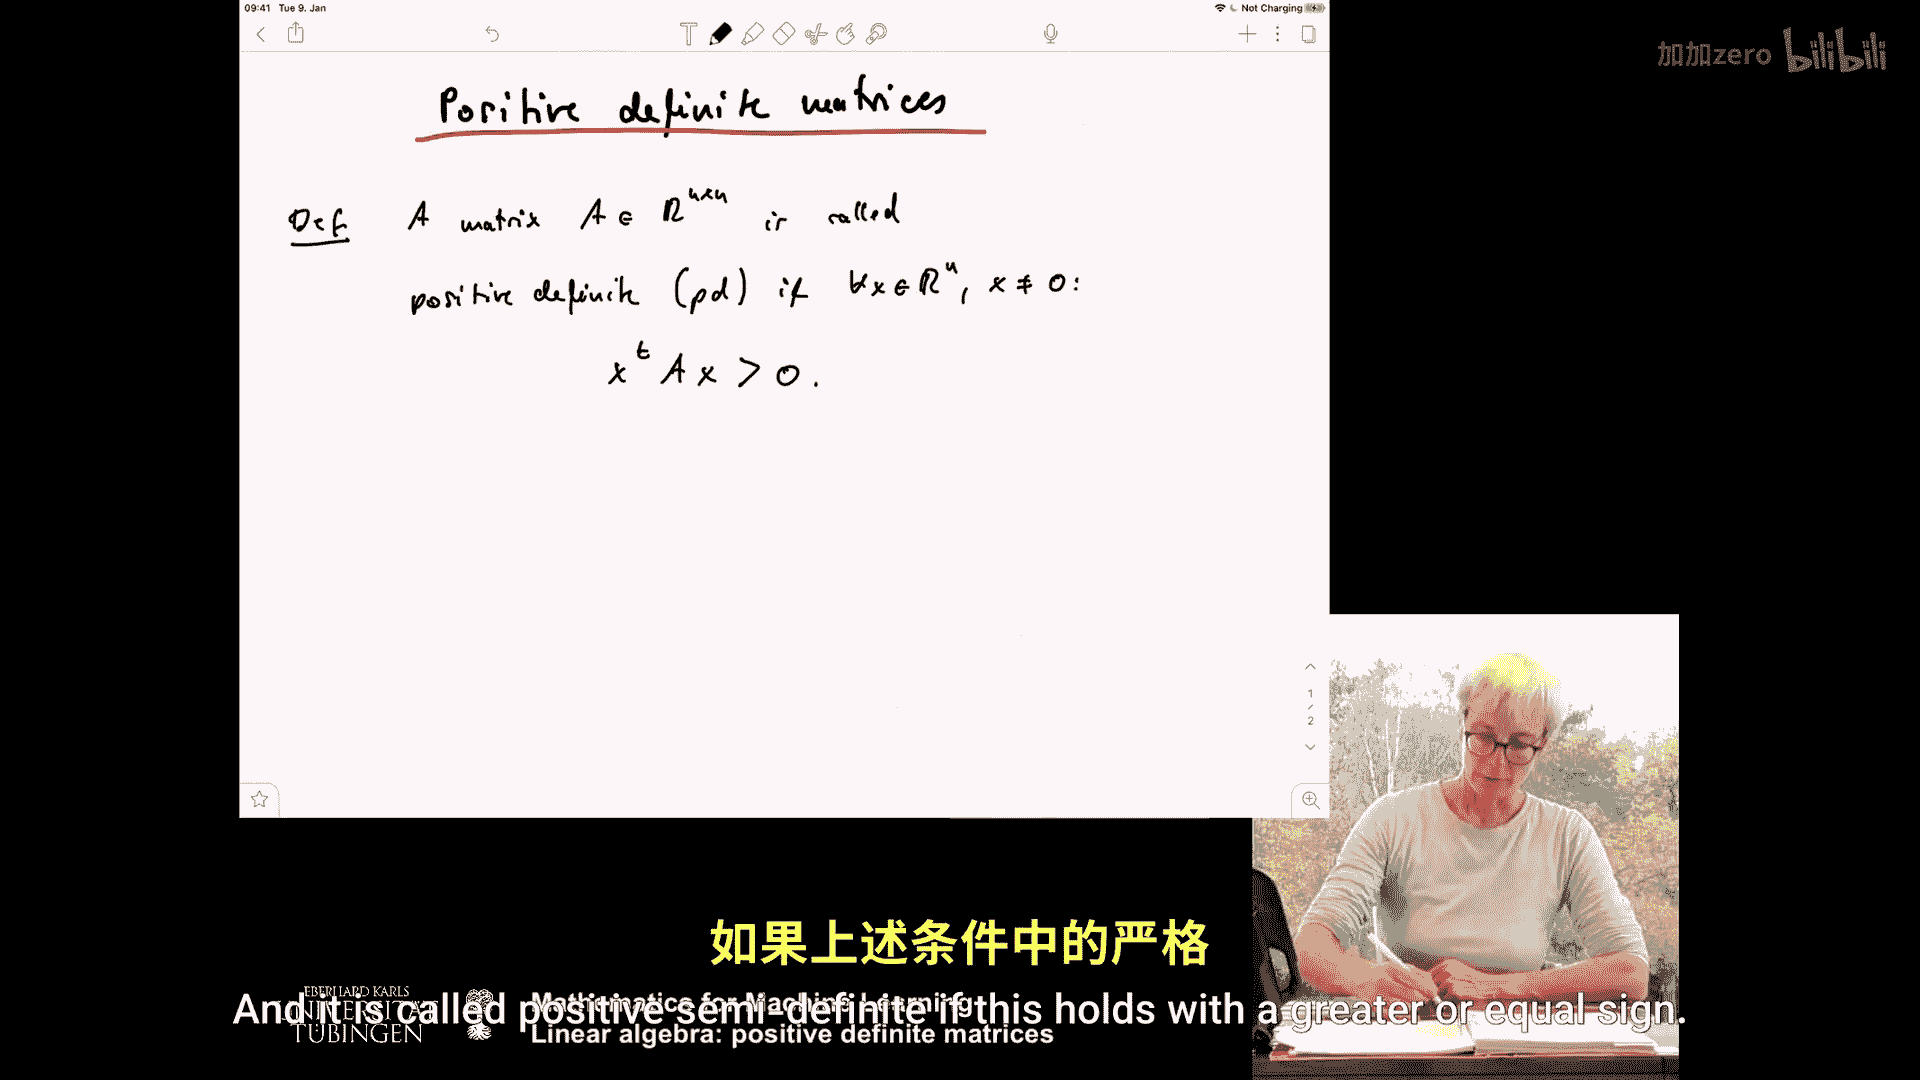 09:41 Tue 9. Jan
Not Charging
加加zero bilibili
Positive definite matrices
Def A matrix A ∈ ℝⁿˣⁿ is called
positive definite (pd) if ∀x ∈ ℝⁿ, x ≠ 0:
xᵗ A x > 0.
1
/
2
如果上述条件中的严格
And it is called positive semi-definite if this holds with a greater or equal sign.
EBERHARD KARLS
UNIVERSITÄT
TÜBINGEN
Mathematics for Machine Learning
Linear algebra: positive definite matrices